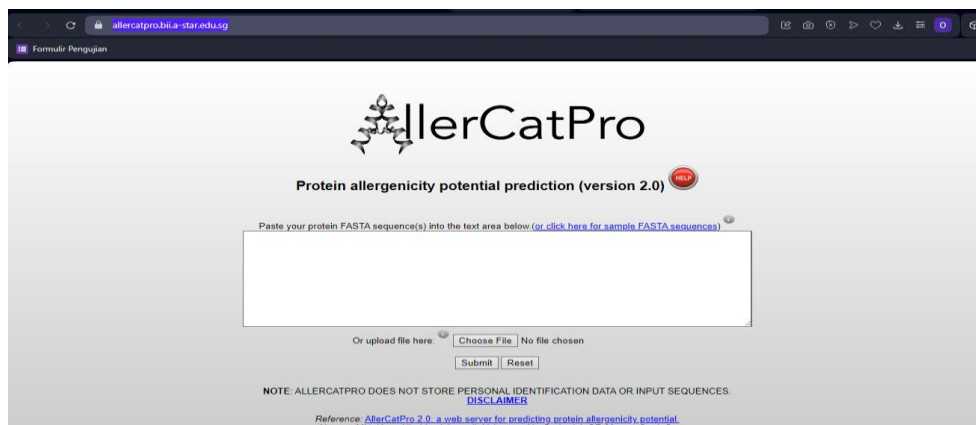 allercatpro.bii.a-star.edu.sg
Formulir Pengujian
AllerCatPro
Protein allergenicity potential prediction (version 2.0) HELP
Paste your protein FASTA sequence(s) into the text area below.(or click here for sample FASTA sequences)
Or upload file here: Choose File No file chosen
Submit Reset
NOTE: ALLERCATPRO DOES NOT STORE PERSONAL IDENTIFICATION DATA OR INPUT SEQUENCES.
DISCLAIMER
Reference: AllerCatPro 2.0: a web server for predicting protein allergenicity potential.